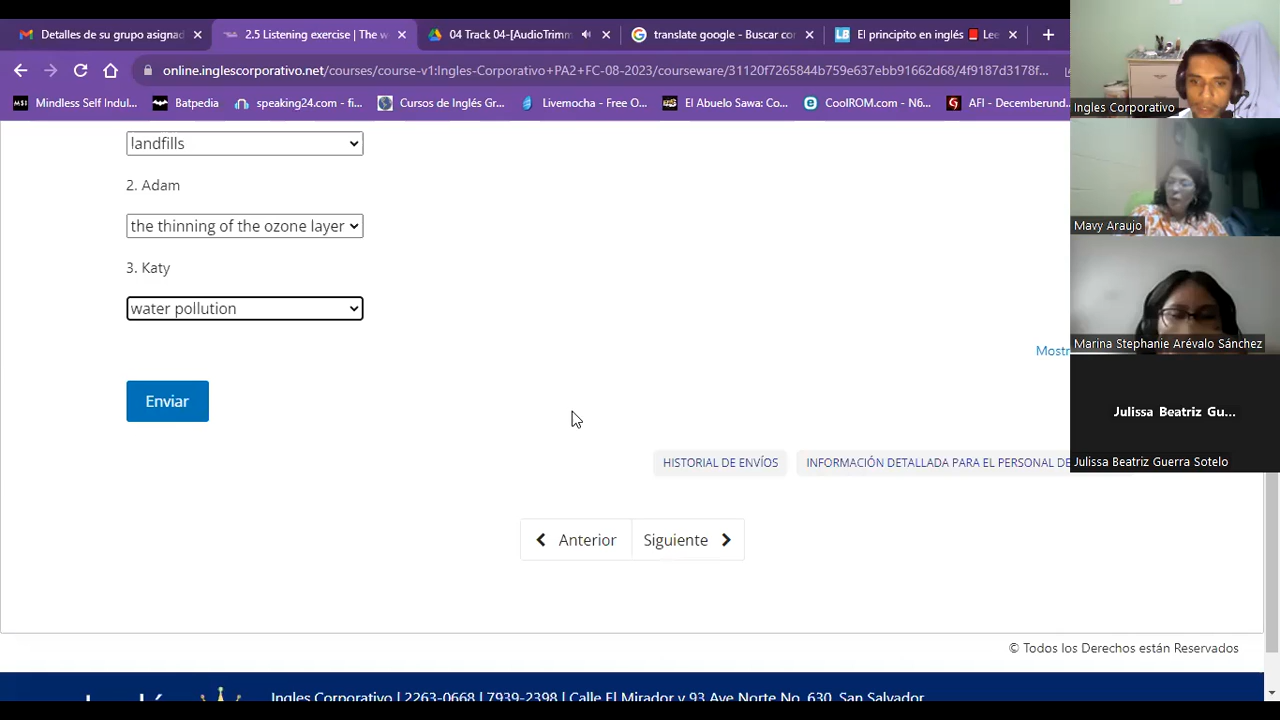 Detalles de su grupo asignad
2.5 Listening exercise | The w
04 Track 04-[AudioTrimm
translate google - Buscar co
LB El principito en inglés Lee
online.inglescorporativo.net/courses/course-v1:Ingles-Corporativo+PA2+FC-08-2023/courseware/31120f7265844b759e637ebb91662d68/4f9187d3178f...
Mindless Self Indul...
Batpedia
speaking24.com - fi...
Cursos de Inglés Gr...
Livemocha - Free O...
El Abuelo Sawa: Co...
CoolROM.com - N6...
AFI - Decemberund...
Ingles Corporativo
Mavy Araujo
Marina Stephanie Arévalo Sánchez
Julissa Beatriz Gu...
Julissa Beatriz Guerra Sotelo
landfills
2. Adam
the thinning of the ozone layer
3. Katy
water pollution
Mostr
Enviar
HISTORIAL DE ENVÍOS
INFORMACIÓN DETALLADA PARA EL PERSONAL DE
Anterior
Siguiente
© Todos los Derechos están Reservados
Ingles Corporativo | 2263-0668 | 7939-2398 | Calle El Mirador y 93 Ave Norte No. 630, San Salvador